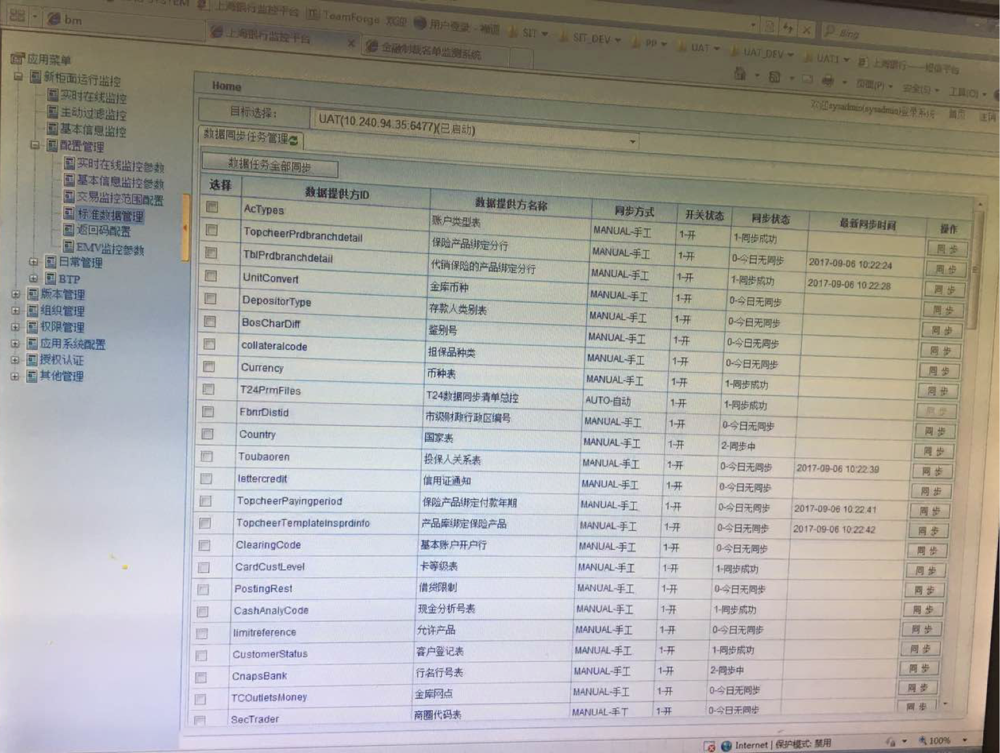 上海银行监控平台 TeamForge 欢迎 用户登录 - 禅道 SIT SIT_DEV PP UAT UAT_DEV UAT1 上海银行
bm
Bing
上海银行监控平台
金融制裁名单监测系统
页面(P) 安全(S) 工具(O)
欢迎sysadmin(sysadmin)登录系统 首页 注销
应用菜单
新柜面运行监控
实时在线监控
主动过滤监控
基本信息监控
配置管理
实时在线监控参数
基本信息监控参数
交易监控范围配置
标准数据管理
返回码配置
EMV监控参数
日常管理
BTP
版本管理
组织管理
权限管理
应用系统配置
授权认证
其他管理
Home
目标选择: UAT(10.240.94.35:6477)(已启动)
数据同步任务管理
数据任务全部同步
选择 数据提供方ID 数据提供方名称 同步方式 开关状态 同步状态 最新同步时间 操作
AcTypes 账户类型表 MANUAL-手工 1-开 1-同步成功 同 步
TopcheerPrdbranchdetail 保险产品绑定分行 MANUAL-手工 1-开 0-今日无同步 2017-09-06 10:22:24 同 步
TblPrdbranchdetail 代销保险的产品绑定分行 MANUAL-手工 1-开 1-同步成功 2017-09-06 10:22:28 同 步
UnitConvert 金库币种 MANUAL-手工 1-开 0-今日无同步 同 步
DepositorType 存款人类别表 MANUAL-手工 1-开 0-今日无同步 同 步
BosCharDiff 鉴别号 MANUAL-手工 1-开 0-今日无同步 同 步
collateralcode 担保品种类 MANUAL-手工 1-开 0-今日无同步 同 步
Currency 币种表 MANUAL-手工 1-开 1-同步成功 同 步
T24PrmFiles T24数据同步清单总控 AUTO-自动 1-开 1-同步成功 同 步
FbnrDistid 市级财政行政区编号 MANUAL-手工 1-开 0-今日无同步 同 步
Country 国家表 MANUAL-手工 1-开 2-同步中 同 步
Toubaoren 投保人关系表 MANUAL-手工 1-开 0-今日无同步 2017-09-06 10:22:39 同 步
lettercredit 信用证通知 MANUAL-手工 1-开 0-今日无同步 同 步
TopcheerPayingperiod 保险产品绑定付款年期 MANUAL-手工 1-开 0-今日无同步 2017-09-06 10:22:41 同 步
TopcheerTemplateInsprdinfo 产品库绑定保险产品 MANUAL-手工 1-开 0-今日无同步 2017-09-06 10:22:42 同 步
ClearingCode 基本账户开户行 MANUAL-手工 1-开 0-今日无同步 同 步
CardCustLevel 卡等级表 MANUAL-手工 1-开 1-同步成功 同 步
PostingRest 借贷限制 MANUAL-手工 1-开 0-今日无同步 同 步
CashAnalyCode 现金分析号表 MANUAL-手工 1-开 1-同步成功 同 步
limitreference 允许产品 MANUAL-手工 1-开 0-今日无同步 同 步
CustomerStatus 客户登记表 MANUAL-手工 1-开 1-同步成功 同 步
CnapsBank 行名行号表 MANUAL-手工 1-开 2-同步中 同 步
TCOutletsMoney 金库网点 MANUAL-手工 1-开 0-今日无同步 同 步
SecTrader 商圈代码表 MANUAL-手工 1-开 0-今日无同步 同 步
Internet | 保护模式: 禁用 100%